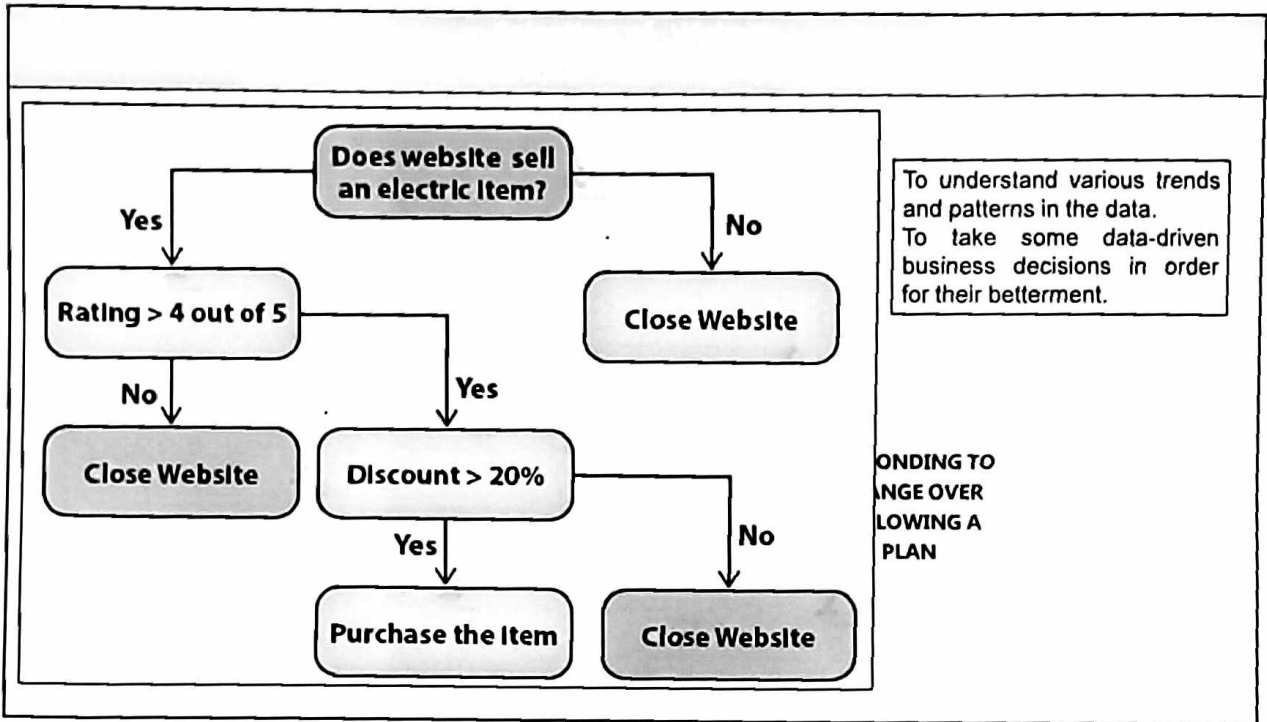 Does website sell
an electric item?
Yes
No
Rating > 4 out of 5
Close Website
No
Yes
Close Website
Discount > 20%
Yes
No
Purchase the item
Close Website
To understand various trends
and patterns in the data.
To take some data-driven
business decisions in order
for their betterment.
ONDING TO
NGE OVER
LOWING A
PLAN